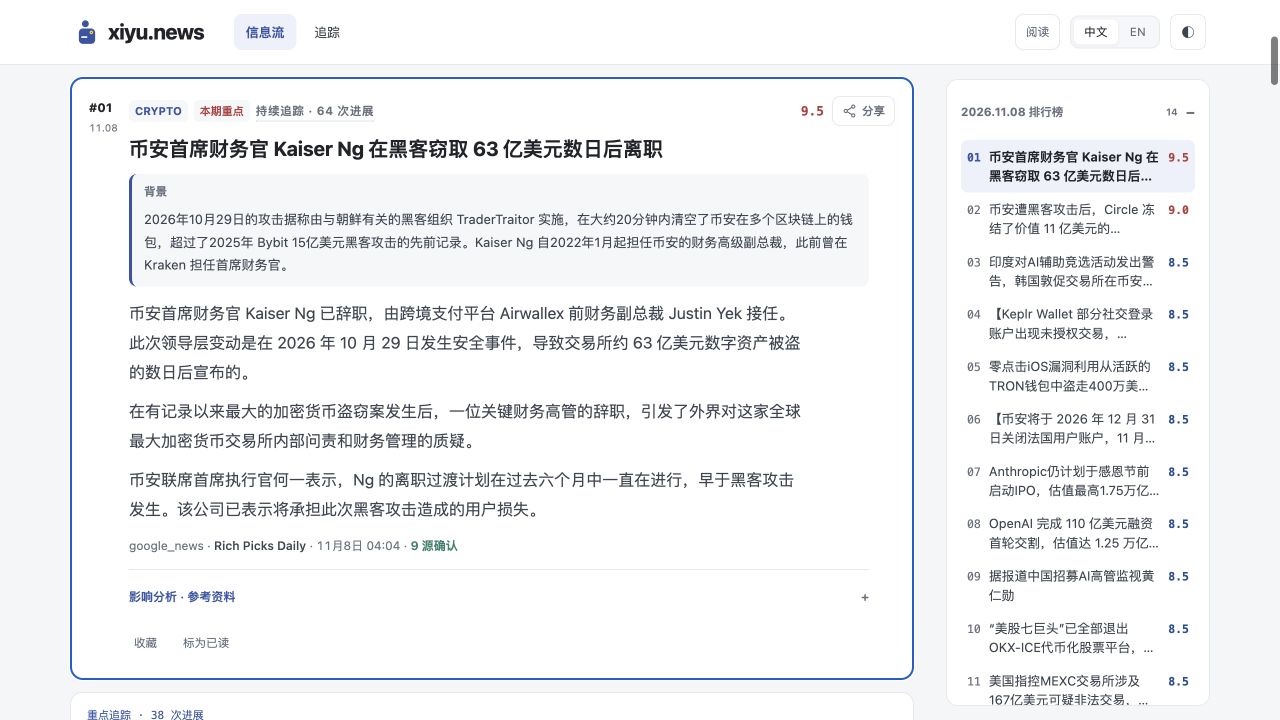 xiyu.news
信息流
追踪
阅读
中文
EN
#01
11.08
CRYPTO
本期重点
持续追踪 · 64 次进展
9.5
分享
币安首席财务官 Kaiser Ng 在黑客窃取 63 亿美元数日后离职
背景
2026年10月29日的攻击据称由与朝鲜有关的黑客组织 TraderTraitor 实施，在大约20分钟内清空了币安在多个区块链上的钱
包，超过了2025年 Bybit 15亿美元黑客攻击的先前记录。Kaiser Ng 自2022年1月起担任币安的财务高级副总裁，此前曾在
Kraken 担任首席财务官。
币安首席财务官 Kaiser Ng 已辞职，由跨境支付平台 Airwallex 前财务副总裁 Justin Yek 接任。
此次领导层变动是在 2026 年 10 月 29 日发生安全事件，导致交易所约 63 亿美元数字资产被盗
的数日后宣布的。
在有记录以来最大的加密货币盗窃案发生后，一位关键财务高管的辞职，引发了外界对这家全球
最大加密货币交易所内部问责和财务管理的质疑。
币安联席首席执行官何一表示，Ng 的离职过渡计划在过去六个月中一直在进行，早于黑客攻击
发生。该公司已表示将承担此次黑客攻击造成的用户损失。
google_news · Rich Picks Daily · 11月8日 04:04 · 9 源确认
影响分析 · 参考资料
+
收藏
标为已读
重点追踪 · 38 次进展
2026.11.08 排行榜
14 −
01 币安首席财务官 Kaiser Ng 在 9.5
黑客窃取 63 亿美元数日后...
02 币安遭黑客攻击后，Circle 冻 9.0
结了价值 11 亿美元的...
03 印度对AI辅助竞选活动发出警 8.5
告，韩国敦促交易所在币安...
04 【Keplr Wallet 部分社交登录 8.5
账户出现未授权交易，...
05 零点击iOS漏洞利用从活跃的 8.5
TRON钱包中盗走400万美...
06 【币安将于 2026 年 12 月 31 8.5
日关闭法国用户账户，11 月...
07 Anthropic仍计划于感恩节前 8.5
启动IPO，估值最高1.75万亿...
08 OpenAI 完成 110 亿美元融资 8.5
首轮交割，估值达 1.25 万亿...
09 据报道中国招募AI高管监视黄 8.5
仁勋
10 “美股七巨头”已全部退出 8.5
OKX-ICE代币化股票平台，...
11 美国指控MEXC交易所涉及 8.5
167亿美元可疑非法交易，...